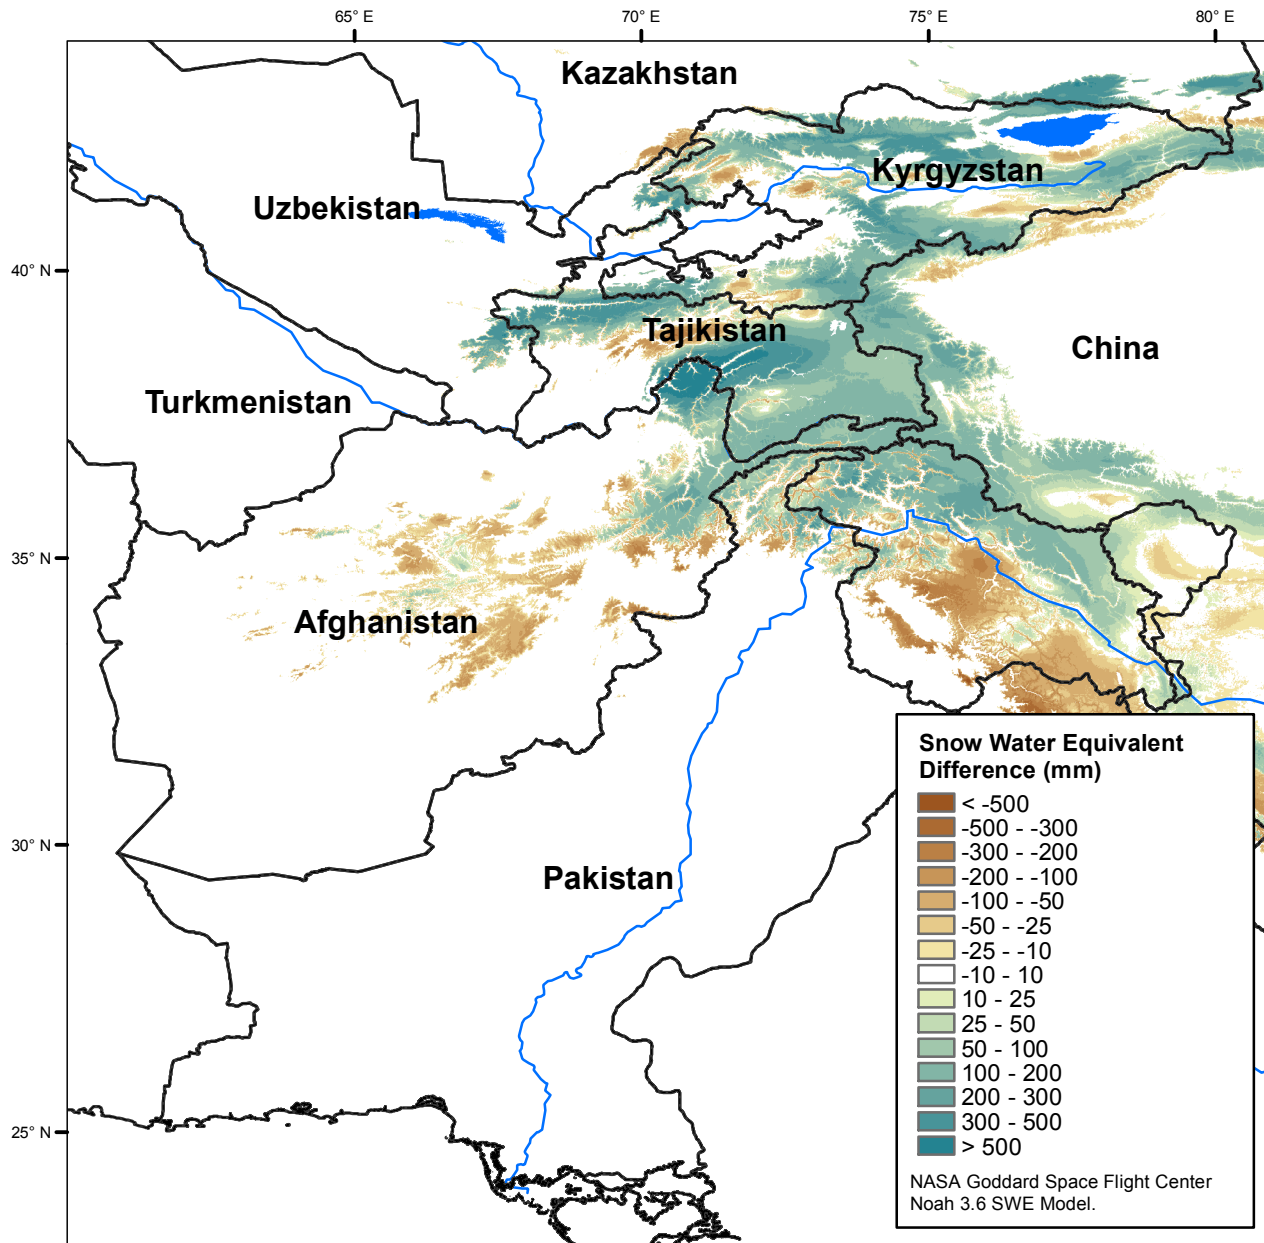 65° E
70° E
75° E
80° E
Kazakhstan
Kyrgyzstan
Uzbekistan
40° N
Tajikistan
China
Turkmenistan
35° N
Afghanistan
30° N
Pakistan
25° N
Snow Water Equivalent
Difference (mm)
< -500
-500 - -300
-300 - -200
-200 - -100
-100 - -50
-50 - -25
-25 - -10
-10 - 10
10 - 25
25 - 50
50 - 100
100 - 200
200 - 300
300 - 500
> 500
NASA Goddard Space Flight Center
Noah 3.6 SWE Model.